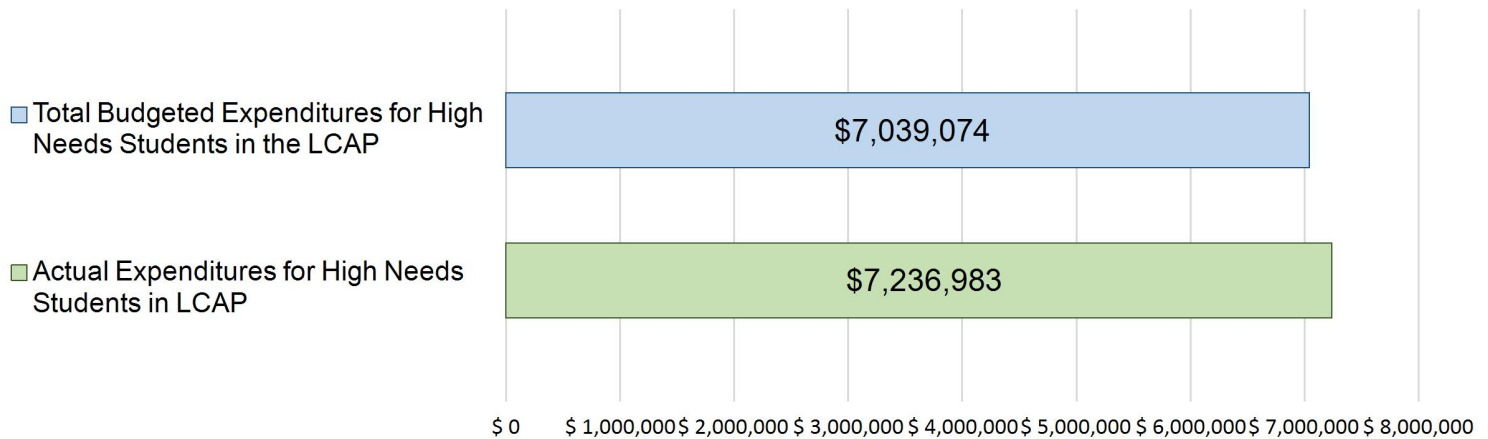 Total Budgeted Expenditures for High
Needs Students in the LCAP
$7,039,074
Actual Expenditures for High Needs
Students in LCAP
$7,236,983
$ 0 $ 1,000,000 $ 2,000,000 $ 3,000,000 $ 4,000,000 $ 5,000,000 $ 6,000,000 $ 7,000,000 $ 8,000,000